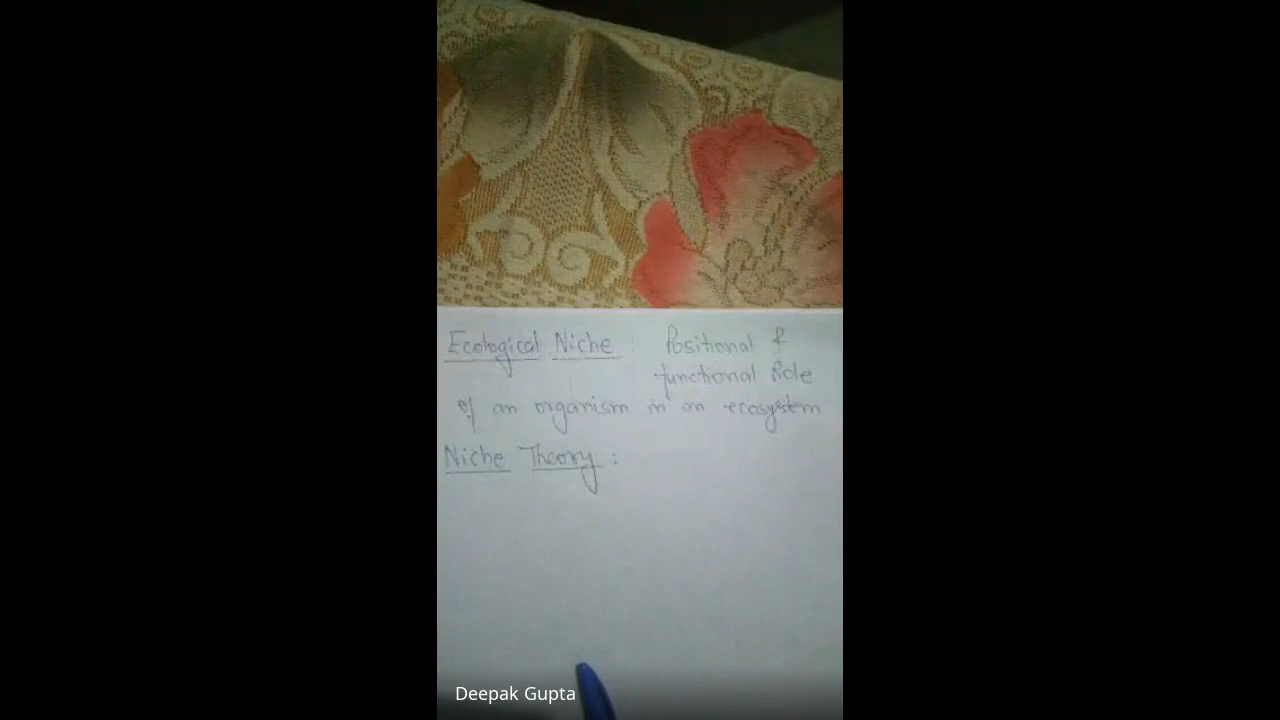 Ecological Niche : Positional &
functional Role
of an organism in an ecosystem
Niche Theory :
Deepak Gupta